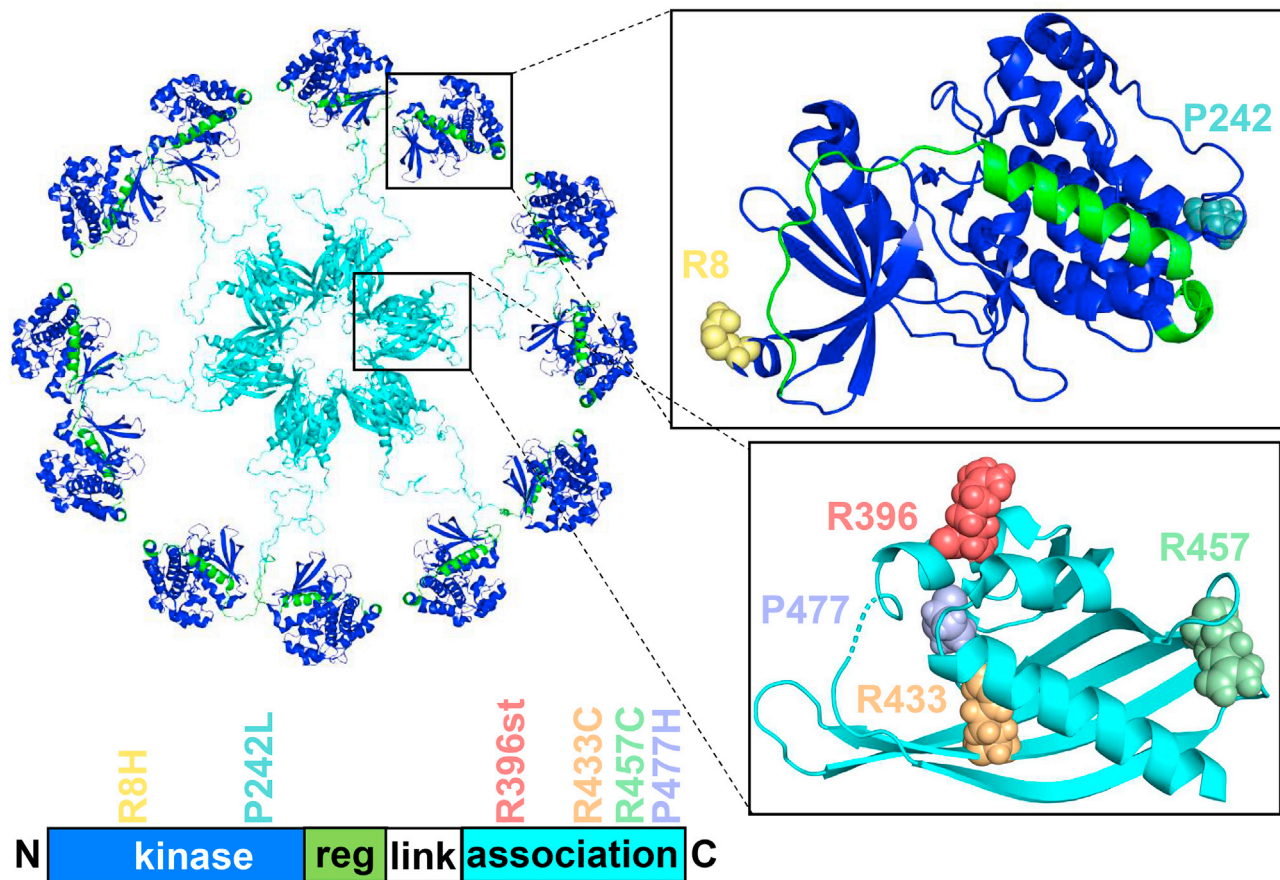 P242
R8
R396
R457
P477
R433
R8H
P242L
R396st
R433C
R457C
P477H
N kinase reg link association C